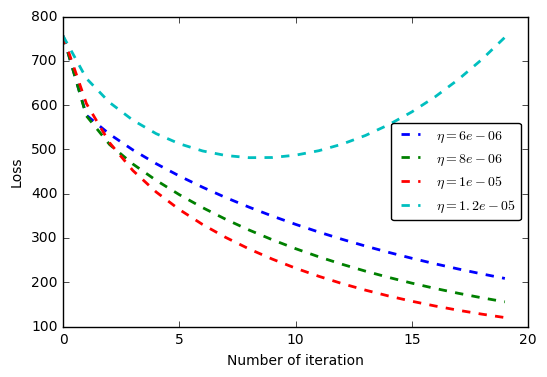 800
700
600
500
400
300
200
100
Loss
0 5 10 15 20
Number of iteration
η = 6e − 06
η = 8e − 06
η = 1e − 05
η = 1.2e − 05